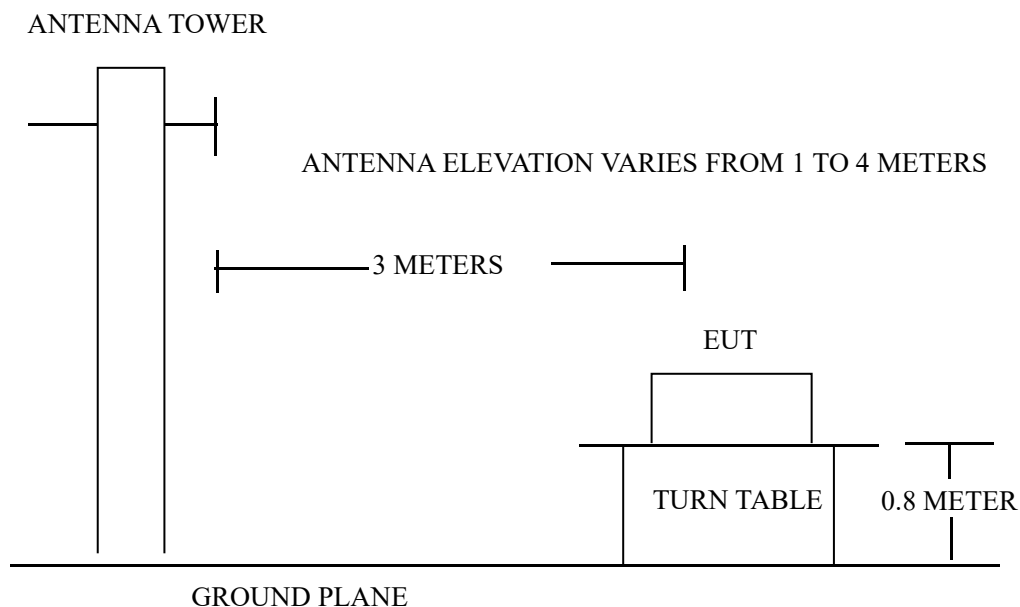 ANTENNA TOWER
ANTENNA ELEVATION VARIES FROM 1 TO 4 METERS
3 METERS
EUT
TURN TABLE
0.8 METER
GROUND PLANE